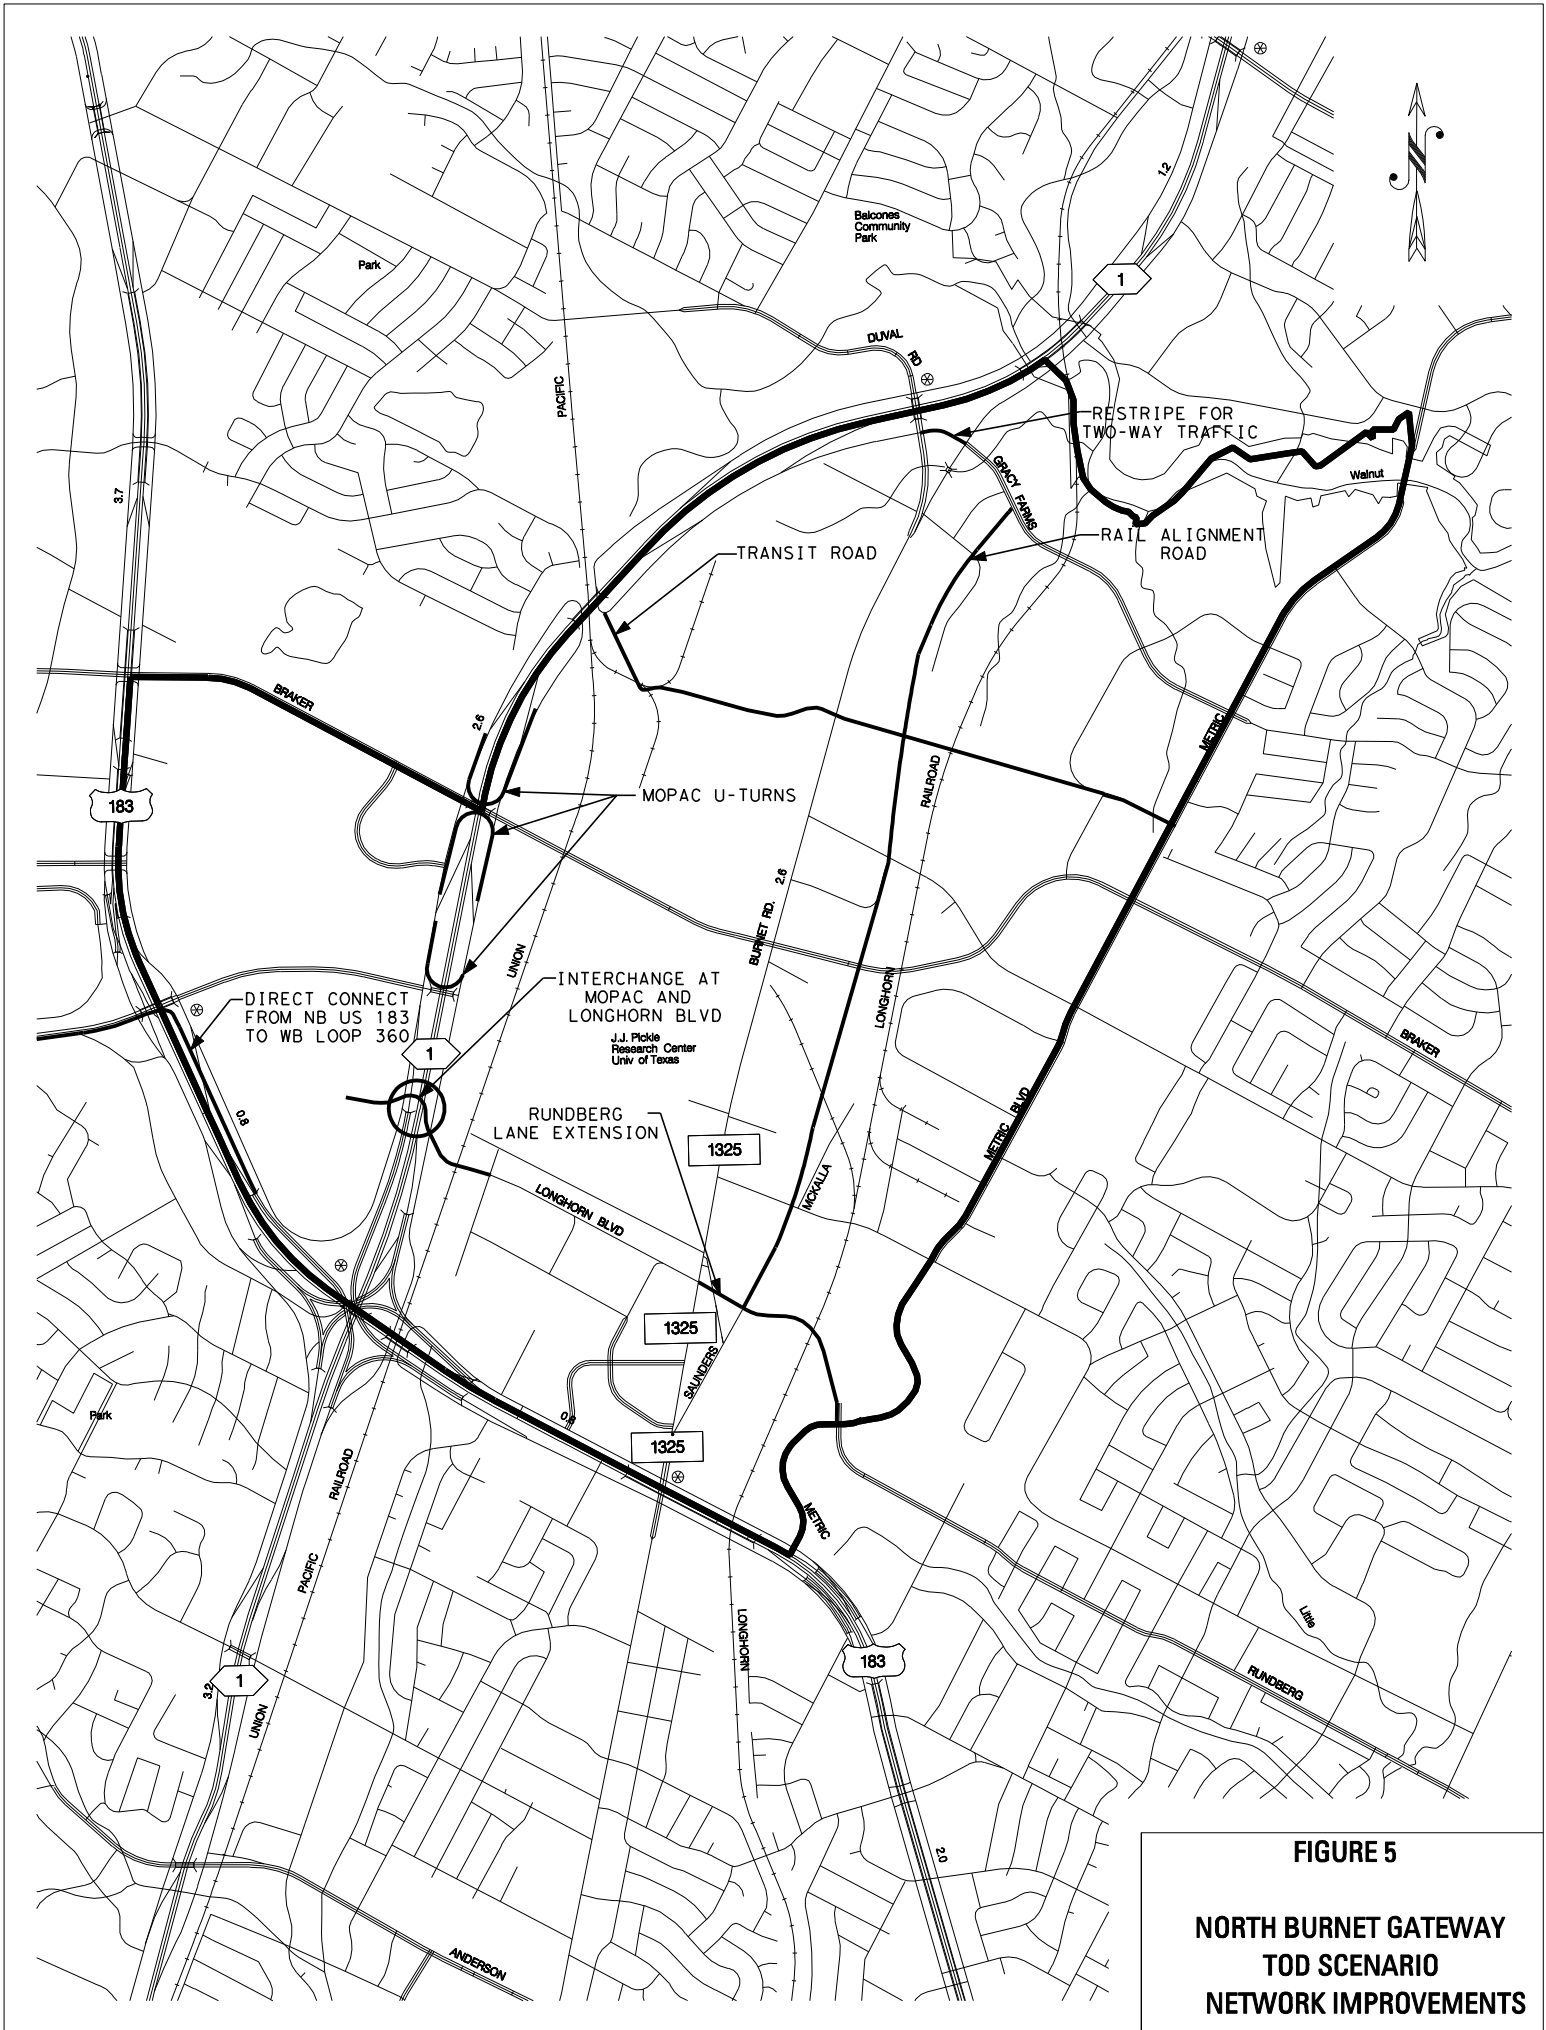 1.2
Balcones
Community
Park
Park
1
DUVAL
RD
PACIFIC
RESTRIPE FOR
TWO-WAY TRAFFIC
GRACY FARMS
Walnut
3.7
RAIL ALIGNMENT
ROAD
TRANSIT ROAD
BRAKER
2.6
METRIC
RAILROAD
183
MOPAC U-TURNS
BURNET RD. 2.6
UNION
INTERCHANGE AT
MOPAC AND
LONGHORN BLVD
LONGHORN
DIRECT CONNECT
FROM NB US 183
TO WB LOOP 360
1
J.J. Pickle
Research Center
Univ of Texas
BRAKER
0.8
RUNDBERG
LANE EXTENSION
1325
METRIC BLVD
MCKALLA
LONGHORN BLVD
1325
SAUNDERS
Park
1325
RAILROAD
METRIC
PACIFIC
LONGHORN
Little
183
RUNDBERG
1
3.2
UNION
2.0
ANDERSON
FIGURE 5
NORTH BURNET GATEWAY
TOD SCENARIO
NETWORK IMPROVEMENTS